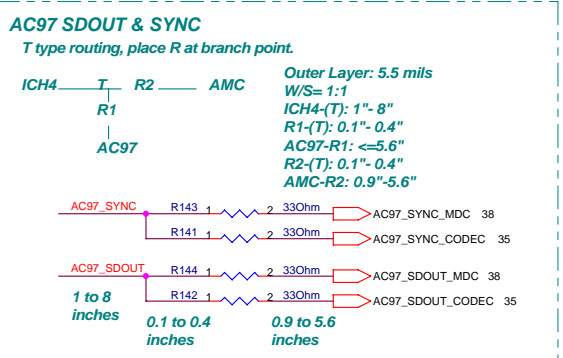 AC97 SDOUT & SYNC
T type routing, place R at branch point.
ICH4 T R2 AMC
R1
AC97
Outer Layer: 5.5 mils
W/S= 1:1
ICH4-(T): 1"- 8"
R1-(T): 0.1"- 0.4"
AC97-R1: <=5.6"
R2-(T): 0.1"- 0.4"
AMC-R2: 0.9"-5.6"
AC97_SYNC R143 1 2 33Ohm AC97_SYNC_MDC 38
R141 1 2 33Ohm AC97_SYNC_CODEC 35
AC97_SDOUT R144 1 2 33Ohm AC97_SDOUT_MDC 38
R142 1 2 33Ohm AC97_SDOUT_CODEC 35
1 to 8
inches
0.1 to 0.4
inches
0.9 to 5.6
inches